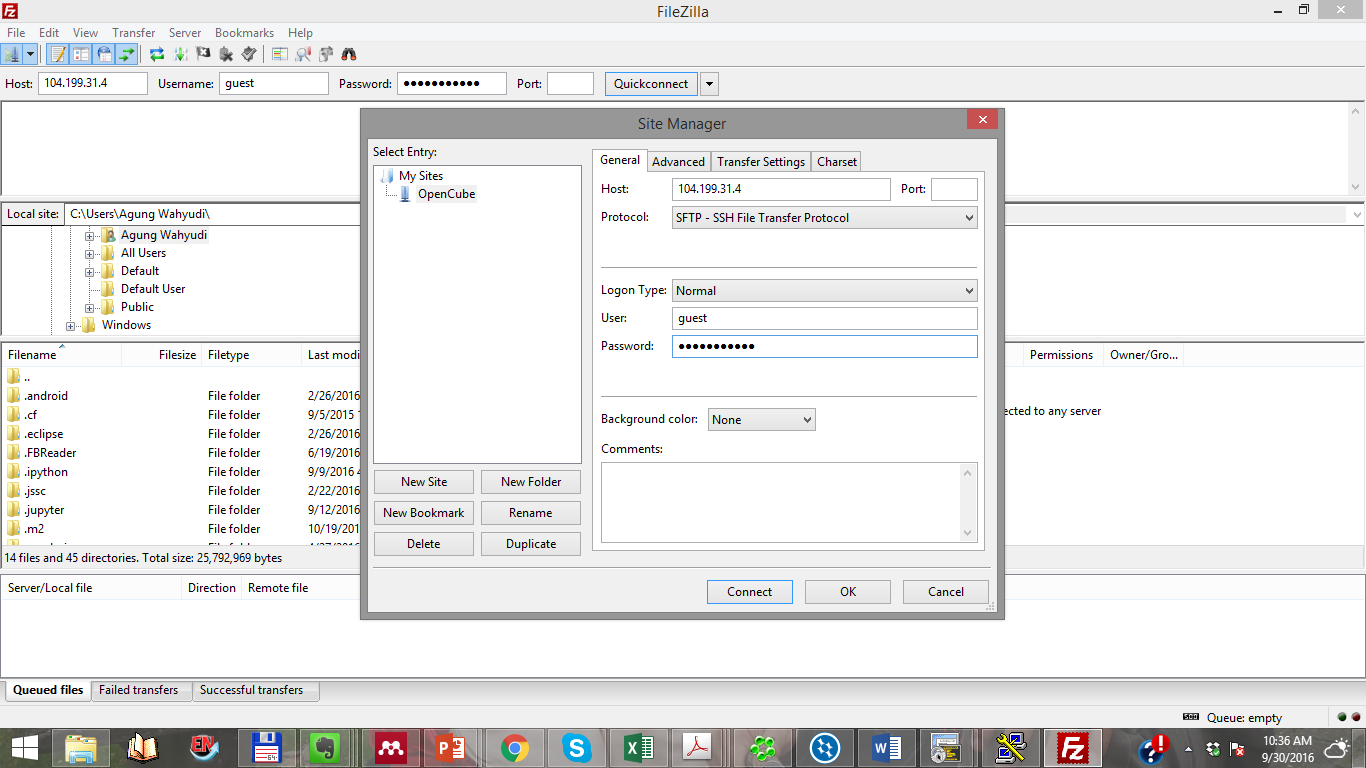 FileZilla
File Edit View Transfer Server Bookmarks Help
Host: 104.199.31.4 Username: guest Password: ●●●●●●●●●●● Port: Quickconnect
Site Manager
Select Entry:
My Sites
OpenCube
New Site New Folder
New Bookmark Rename
Delete Duplicate
General Advanced Transfer Settings Charset
Host: 104.199.31.4 Port:
Protocol: SFTP - SSH File Transfer Protocol
Logon Type: Normal
User: guest
Password: ●●●●●●●●●●●
Background color: None
Comments:
Connect OK Cancel
Local site: C:\Users\Agung Wahyudi\
Agung Wahyudi
All Users
Default
Default User
Public
Windows
Filename Filesize Filetype Last modi Permissions Owner/Gro...
..
.android File folder 2/26/2016
.cf File folder 9/5/2015
.eclipse File folder 2/26/2016
.FBReader File folder 6/19/2016
.ipython File folder 9/9/2016
.jssc File folder 2/22/2016
.jupyter File folder 9/12/2016
.m2 File folder 10/19/201
ected to any server
14 files and 45 directories. Total size: 25,792,969 bytes
Server/Local file Direction Remote file
Queued files Failed transfers Successful transfers
Queue: empty
10:36 AM
9/30/2016